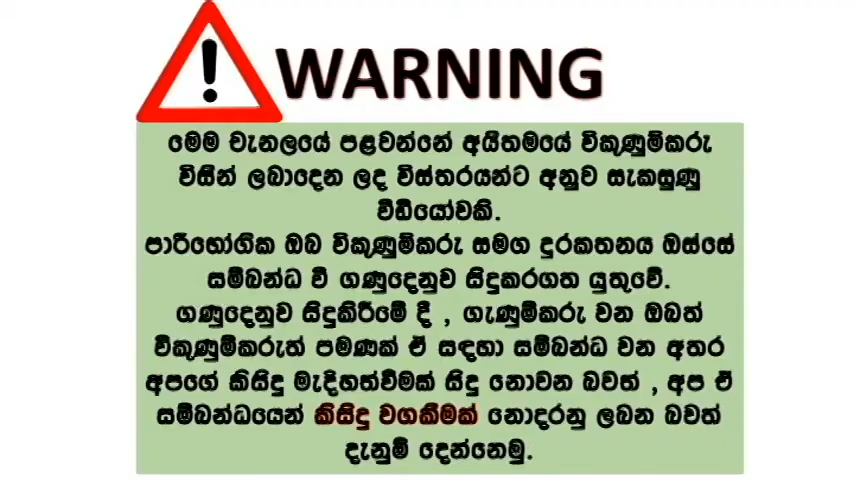 WARNING
මෙම චැනලයේ පළවන්නේ අයිතමයේ විකුණුම්කරු
විසින් ලබාදෙන ලද විස්තරයන්ට අනුව සැකසුණු
වීඩියෝවකි.
පාරිභෝගික ඔබ විකුණුම්කරු සමග දුරකතනය ඔස්සේ
සම්බන්ධ වී ගණුදෙනුව සිදුකරගත යුතුවේ.
ගණුදෙනුව සිදුකිරීමේ දී , ගැණුම්කරු වන ඔබත්
විකුණුම්කරුත් පමණක් ඒ සඳහා සම්බන්ධ වන අතර
අපගේ කිසිදු මැදිහත්වීමක් සිදු නොවන බවත් , අප ඒ
සම්බන්ධයෙන් කිසිදු වගකීමක් නොදරනු ලබන බවත්
දැනුම් දෙන්නෙමු.